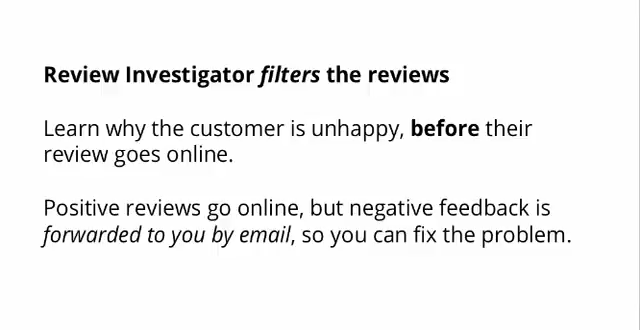 Review Investigator filters the reviews
Learn why the customer is unhappy, before their
review goes online.
Positive reviews go online, but negative feedback is
forwarded to you by email, so you can fix the problem.